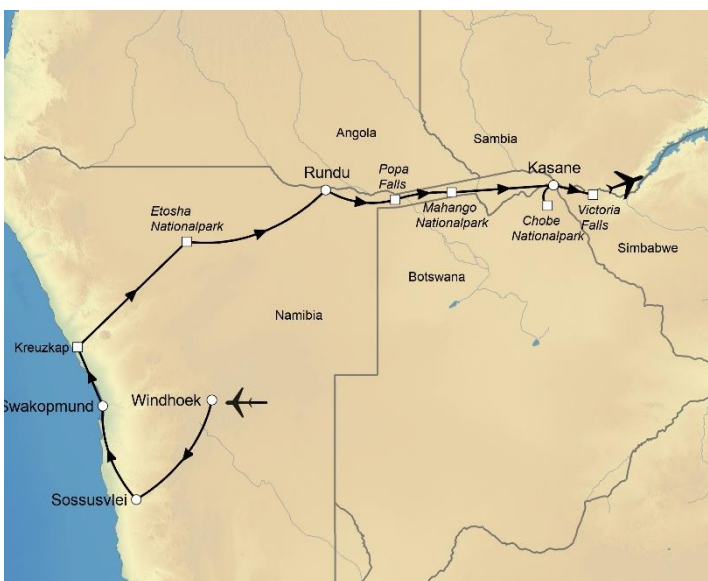 Angola
Sambia
Rundu
Popa
Falls
Kasane
Etosha
Nationalpark
Mahango
Nationalpark
Chobe
Nationalpark
Victoria
Falls
Simbabwe
Botswana
Namibia
Kreuzkap
Swakopmund
Windhoek
Sossusvlei